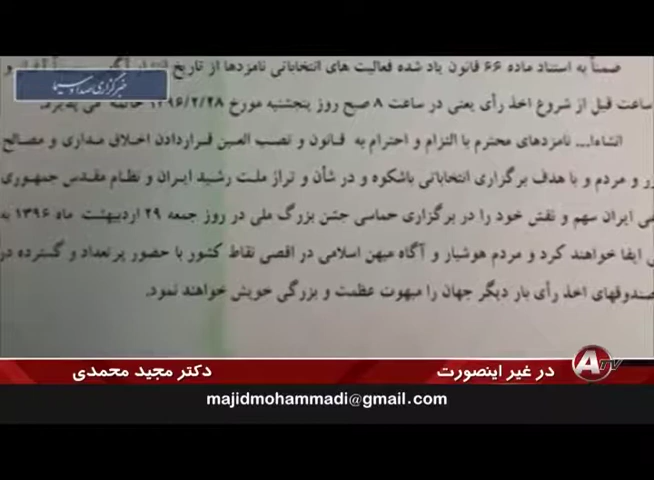 خبرگزاری صداوسیما
ضمناً به استناد ماده ۶۶ قانون یاد شده فعالیت های انتخاباتی نامزدها از تاریخ
ساعت قبل از شروع اخذ رأی یعنی در ساعت ۸ صبح روز پنجشنبه مورخ ۱۳۹۶/۲/۲۸ خاتمه می پذیرد.
انشاءا... نامزدهای محترم با التزام و احترام به قانون و نصب العین قراردادن اخلاق مداری و مصالح
و مردم و با هدف برگزاری انتخاباتی باشکوه و در شأن و تراز ملت رشید ایران و نظام مقدس جمهوری
ایران سهم و نقش خود را در برگزاری حماسی جشن بزرگ ملی در روز جمعه ۲۹ اردیبهشت ماه ۱۳۹۶ به
ایفا خواهند کرد و مردم هوشیار و آگاه میهن اسلامی در اقصی نقاط کشور با حضور پرتعداد و گسترده در
صندوقهای اخذ رأی بار دیگر جهان را مبهوت عظمت و بزرگی خویش خواهند نمود.
در غیر اینصورت
دکتر مجید محمدی
ATV
majidmohammadi@gmail.com